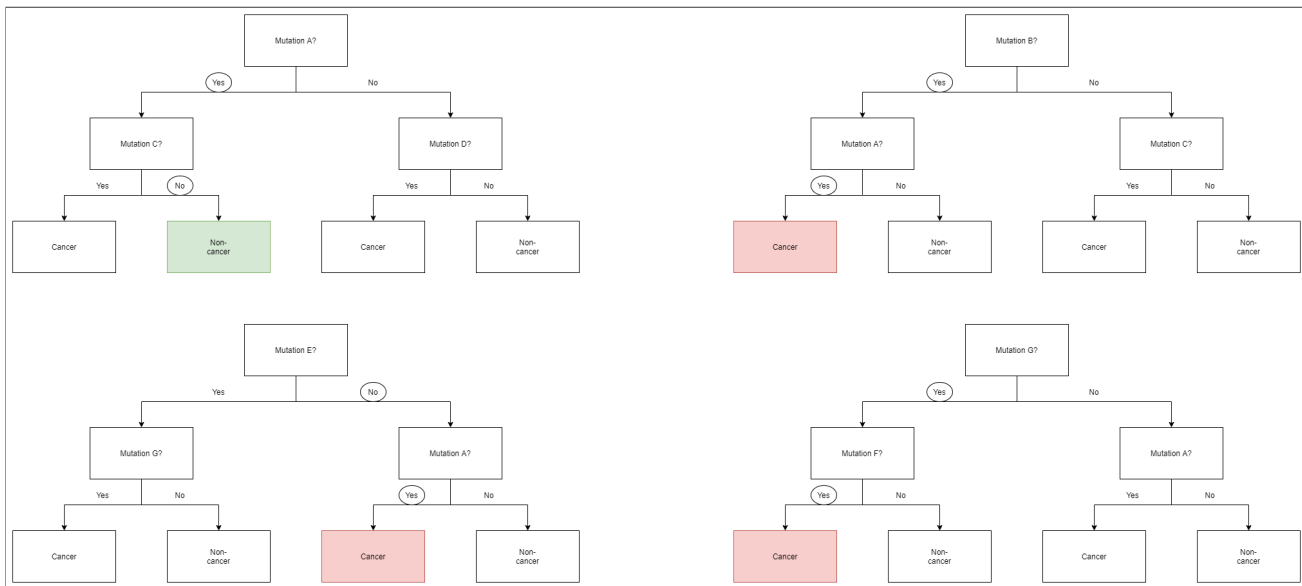 Mutation A?
Mutation B?
Yes
No
Yes
No
Mutation C?
Mutation D?
Mutation A?
Mutation C?
Yes
No
Yes
No
Yes
No
Yes
No
Cancer
Non-
cancer
Cancer
Non-
cancer
Cancer
Non-
cancer
Cancer
Non-
cancer
Mutation E?
Mutation G?
Yes
No
Yes
No
Mutation G?
Mutation A?
Mutation F?
Mutation A?
Yes
No
Yes
No
Yes
No
Yes
No
Cancer
Non-
cancer
Cancer
Non-
cancer
Cancer
Non-
cancer
Cancer
Non-
cancer